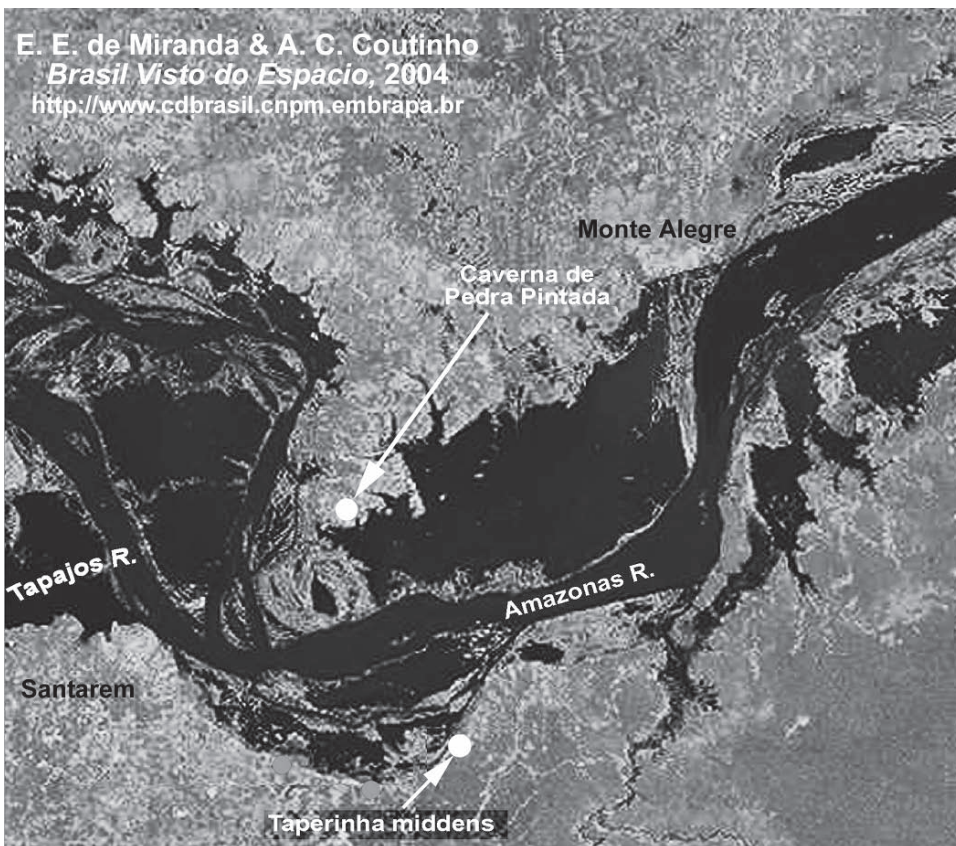 E. E. de Miranda & A. C. Coutinho
Brasil Visto do Espacio, 2004
http://www.cdbrasil.cnpm.embrapa.br
Monte Alegre
Caverna de
Pedra Pintada
Tapajos R.
Amazonas R.
Santarem
Taperinha middens